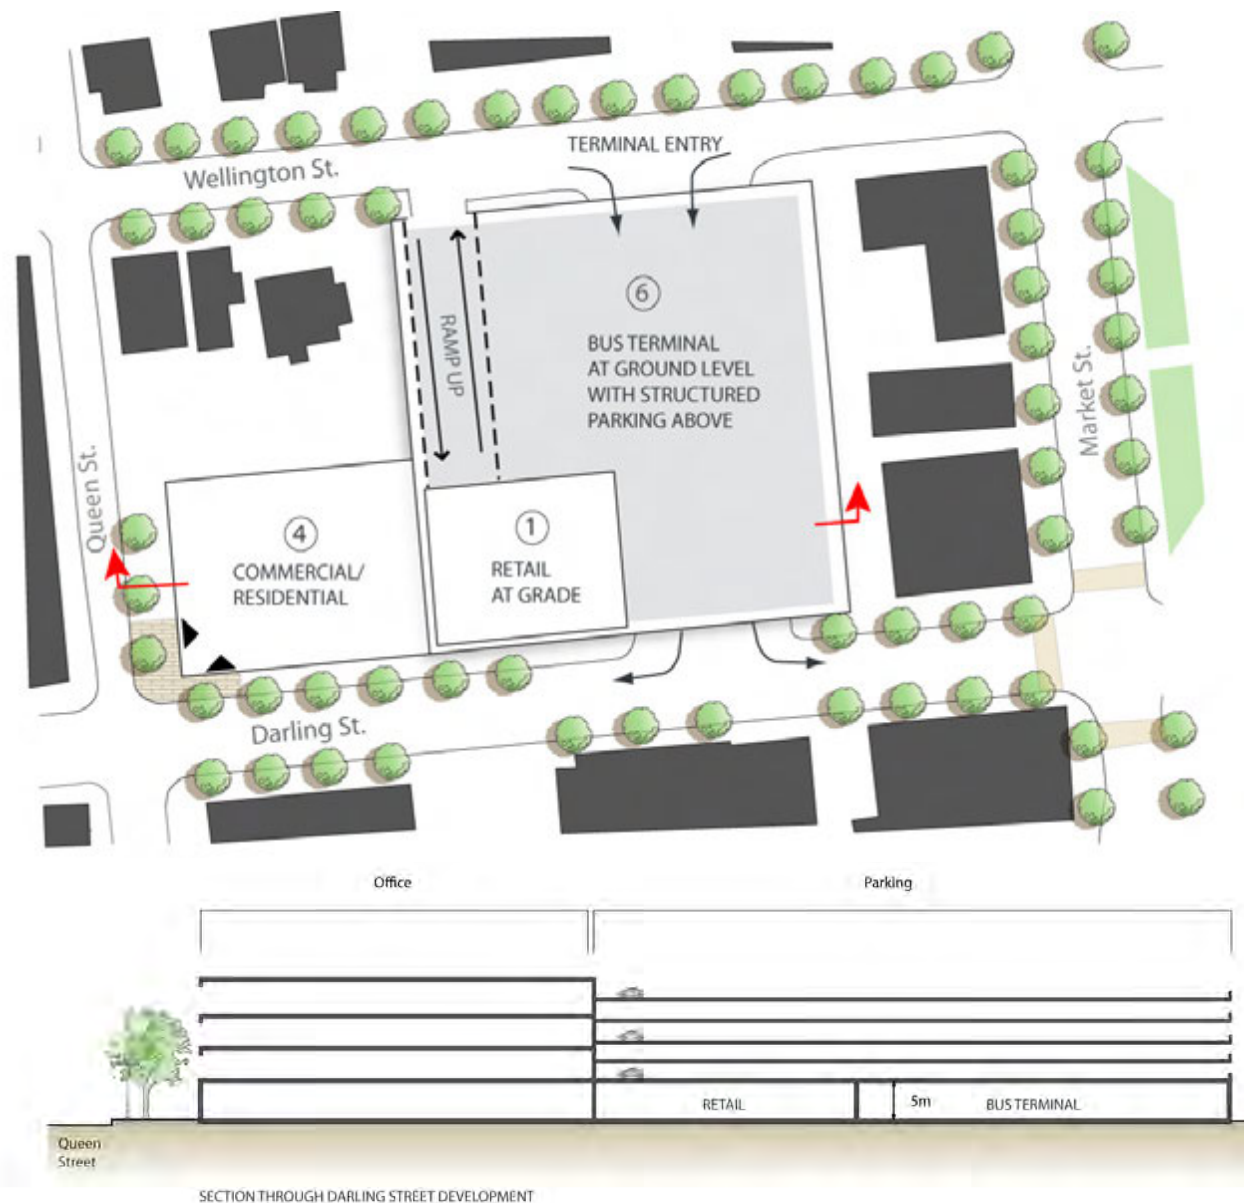 TERMINAL ENTRY
Wellington St.
6
RAMP UP
BUS TERMINAL
AT GROUND LEVEL
WITH STRUCTURED
PARKING ABOVE
Market St.
Queen St.
4
COMMERCIAL/
RESIDENTIAL
1
RETAIL
AT GRADE
Darling St.
Office
Parking
RETAIL
5m
BUS TERMINAL
Queen
Street
SECTION THROUGH DARLING STREET DEVELOPMENT